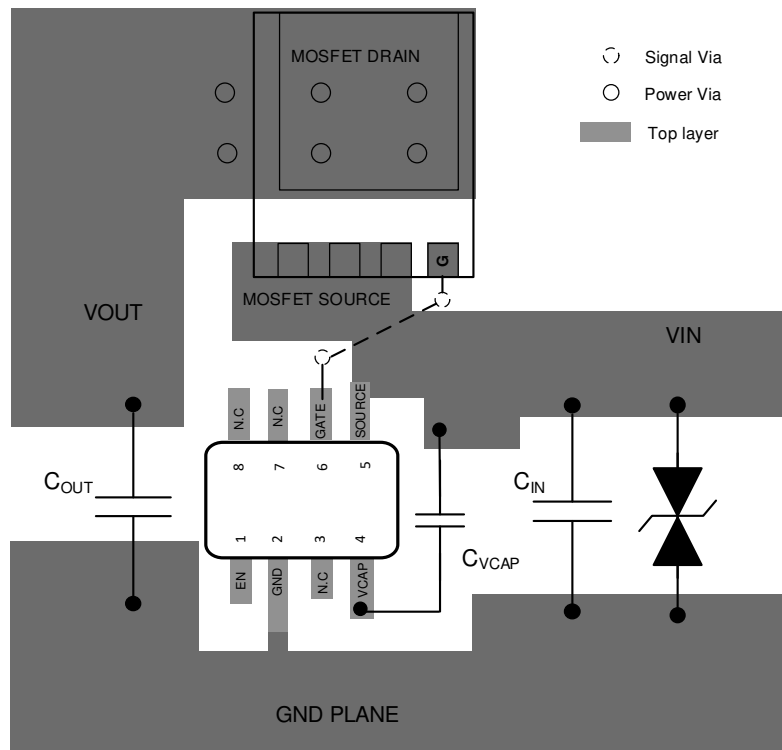 MOSFET DRAIN
Signal Via
Power Via
Top layer
G
MOSFET SOURCE
VOUT
VIN
N.C
N.C
GATE
SOURCE
8
7
6
5
COUT
CIN
1
2
3
4
CVCAP
EN
GND
N.C
VCAP
GND PLANE